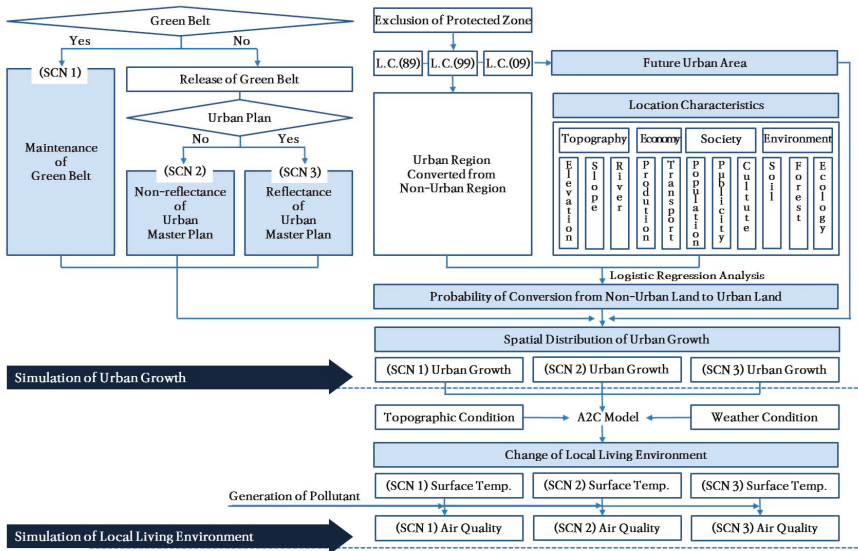 Green Belt
Yes
No
(SCN 1)
Maintenance
of
Green Belt
Release of Green Belt
Urban Plan
No
Yes
(SCN 2)
Non-reflectance
of
Urban
Master Plan
(SCN 3)
Reflectance
of
Urban
Master Plan
Exclusion of Protected Zone
L.C.(89)
L.C.(99)
L.C.(09)
Future Urban Area
Urban Region
Converted from
Non-Urban Region
Location Characteristics
Topography
Economy
Society
Environment
Elevation
Slope
River
Prodution
Transport
Population
Publicity
Cultute
Soil
Forest
Ecology
Logistic Regression Analysis
Probability of Conversion from Non-Urban Land to Urban Land
Spatial Distribution of Urban Growth
Simulation of Urban Growth
(SCN 1) Urban Growth
(SCN 2) Urban Growth
(SCN 3) Urban Growth
Topographic Condition
A2C Model
Weather Condition
Change of Local Living Environment
(SCN 1) Surface Temp.
(SCN 2) Surface Temp.
(SCN 3) Surface Temp.
Generation of Pollutant
Simulation of Local Living Environment
(SCN 1) Air Quality
(SCN 2) Air Quality
(SCN 3) Air Quality